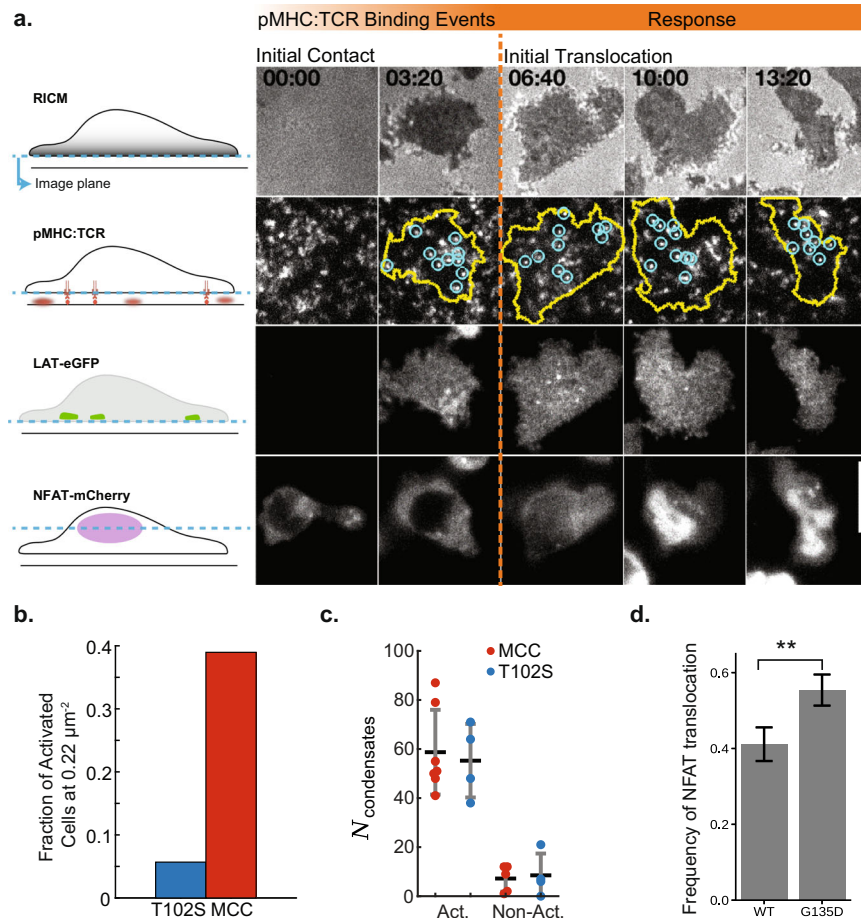 a.
pMHC:TCR Binding Events
Response
Initial Contact
Initial Translocation
00:00
03:20
06:40
10:00
13:20
RICM
Image plane
pMHC:TCR
LAT-eGFP
NFAT-mCherry
b.
Fraction of Activated
Cells at 0.22 µm⁻²
0.4
0.3
0.2
0.1
0
T102S MCC
c.
N condensates
100
80
60
40
20
0
MCC
T102S
Act.
Non-Act.
d.
Frequency of NFAT translocation
**
0.6
0.4
0.2
0.0
WT
G135D